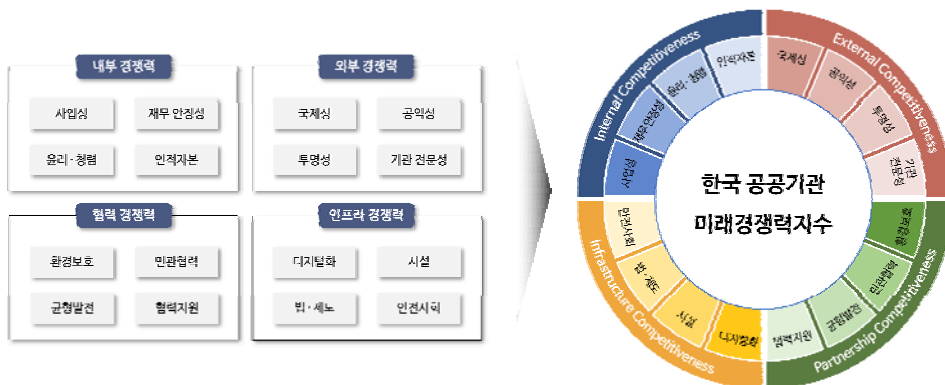 내부 경쟁력
사업성
재무 안정성
윤리·청렴
인적자본
외부 경쟁력
국제성
공익성
투명성
기관 전문성
협력 경쟁력
환경보호
민관협력
균형발전
협력지원
인프라 경쟁력
디지털화
시설
법·제도
안전사회
Internal Competitiveness
External Competitiveness
인적자본
국제성
윤리·청렴
공익성
재무안정성
투명성
사업성
기관
전문성
한국 공공기관
미래경쟁력지수
안전사회
환경보호
법·제도
민관협력
시설
균형발전
디지털화
협력지원
Infrastructure Competitiveness
Partnership Competitiveness